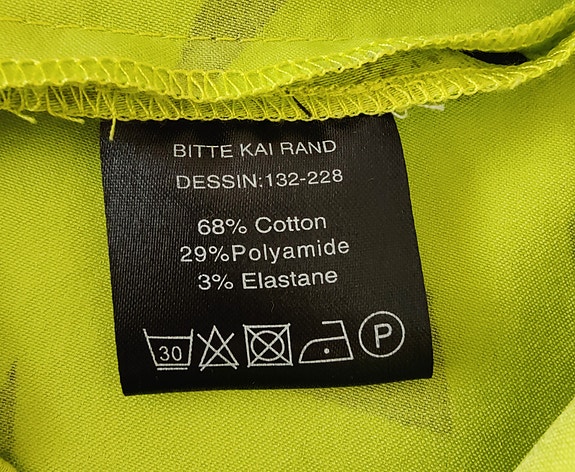 BITTE KAI RAND
DESSIN:132-228
68% Cotton
29%Polyamide
3% Elastane
30 P